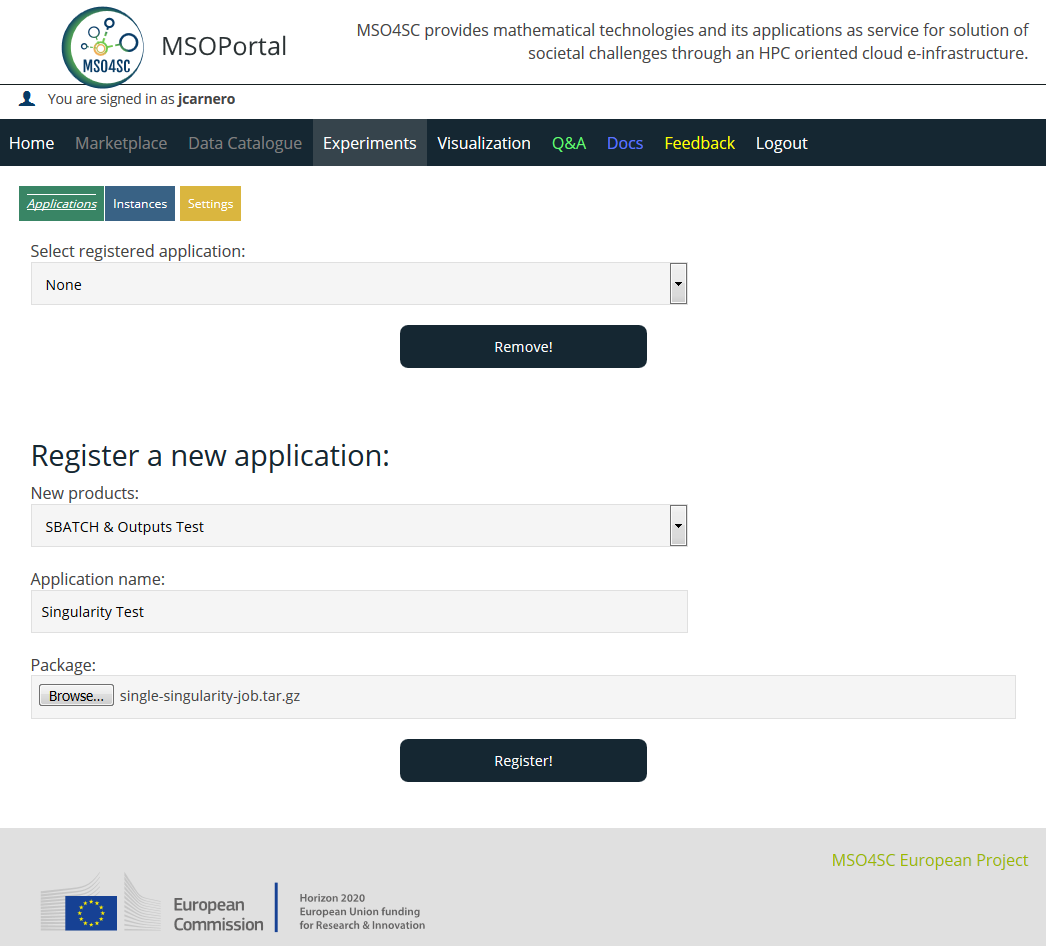 MSO4SC
MSOPortal
MSO4SC provides mathematical technologies and its applications as service for solution of
societal challenges through an HPC oriented cloud e-infrastructure.
You are signed in as jcarnero
Home Marketplace Data Catalogue Experiments Visualization Q&A Docs Feedback Logout
Applications Instances Settings
Select registered application:
None
Remove!
Register a new application:
New products:
SBATCH & Outputs Test
Application name:
Singularity Test
Package:
Browse... single-singularity-job.tar.gz
Register!
MSO4SC European Project
European
Commission
Horizon 2020
European Union funding
for Research & Innovation